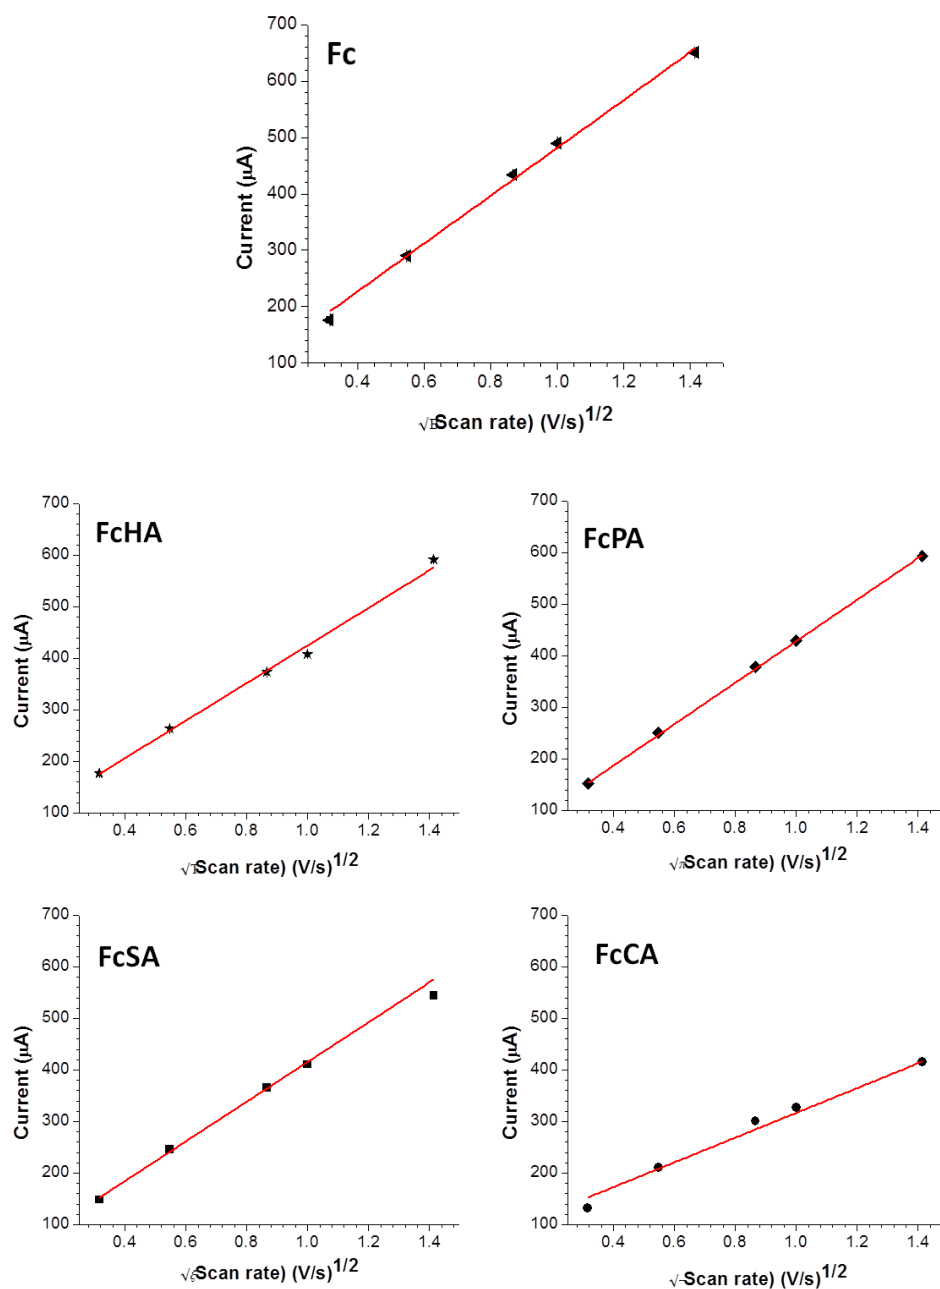 Fc
700
600
500
400
300
200
100
Current (μA)
0.4 0.6 0.8 1.0 1.2 1.4
√EScan rate) (V/s)1/2
FcHA
700
600
500
400
300
200
100
Current (μA)
0.4 0.6 0.8 1.0 1.2 1.4
√TScan rate) (V/s)1/2
FcPA
700
600
500
400
300
200
100
Current (μA)
0.4 0.6 0.8 1.0 1.2 1.4
√πScan rate) (V/s)1/2
FcSA
700
600
500
400
300
200
100
Current (μA)
0.4 0.6 0.8 1.0 1.2 1.4
√ξScan rate) (V/s)1/2
FcCA
700
600
500
400
300
200
100
Current (μA)
0.4 0.6 0.8 1.0 1.2 1.4
√Scan rate) (V/s)1/2